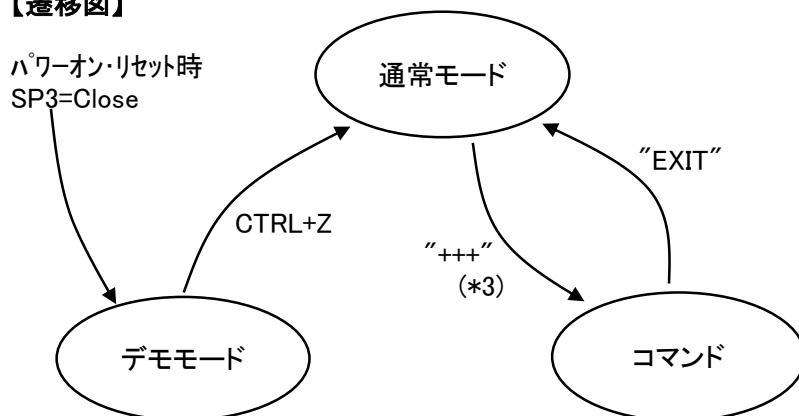 【遷移図】
パワーオン・リセット時
SP3=Close
通常モード
"EXIT"
CTRL+Z
"+++"
(*3)
デモモード
コマンド